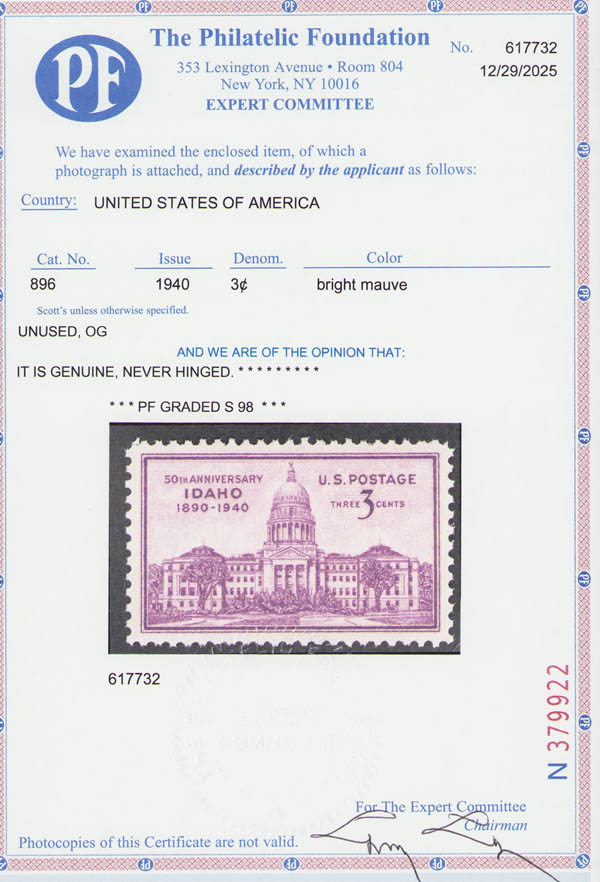 PF
The Philatelic Foundation
No. 617732
353 Lexington Avenue • Room 804
12/29/2025
New York, NY 10016
EXPERT COMMITTEE
We have examined the enclosed item, of which a
photograph is attached, and described by the applicant as follows:
Country: UNITED STATES OF AMERICA
Cat. No. Issue Denom. Color
896 1940 3¢ bright mauve
Scott's unless otherwise specified.
UNUSED, OG
AND WE ARE OF THE OPINION THAT:
IT IS GENUINE, NEVER HINGED. * * * * * * * * *
* * * PF GRADED S 98 * * *
50TH ANNIVERSARY
IDAHO
1890-1940
U.S. POSTAGE
THREE 3 CENTS
617732
N 379922
For The Expert Committee
Chairman
Photocopies of this Certificate are not valid.